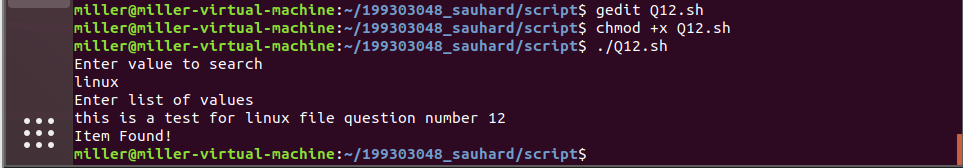 miller@miller-virtual-machine:~/199303048_sauhard/script$ gedit Q12.sh
miller@miller-virtual-machine:~/199303048_sauhard/script$ chmod +x Q12.sh
miller@miller-virtual-machine:~/199303048_sauhard/script$ ./Q12.sh
Enter value to search
linux
Enter list of values
this is a test for linux file question number 12
Item Found!
miller@miller-virtual-machine:~/199303048_sauhard/script$